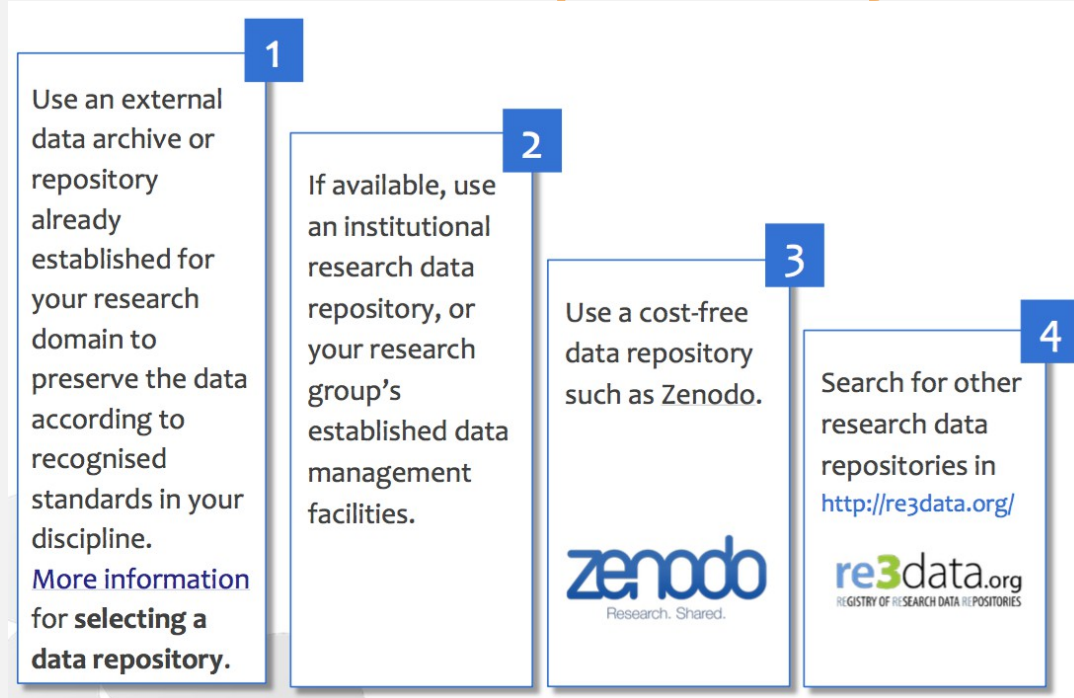 1
Use an external
data archive or
repository
already
established for
your research
domain to
preserve the data
according to
recognised
standards in your
discipline.
More information
for selecting a
data repository.
2
If available, use
an institutional
research data
repository, or
your research
group’s
established data
management
facilities.
3
Use a cost-free
data repository
such as Zenodo.
zenodo
Research. Shared.
4
Search for other
research data
repositories in
http://re3data.org/
re3data.org
REGISTRY OF RESEARCH DATA REPOSITORIES